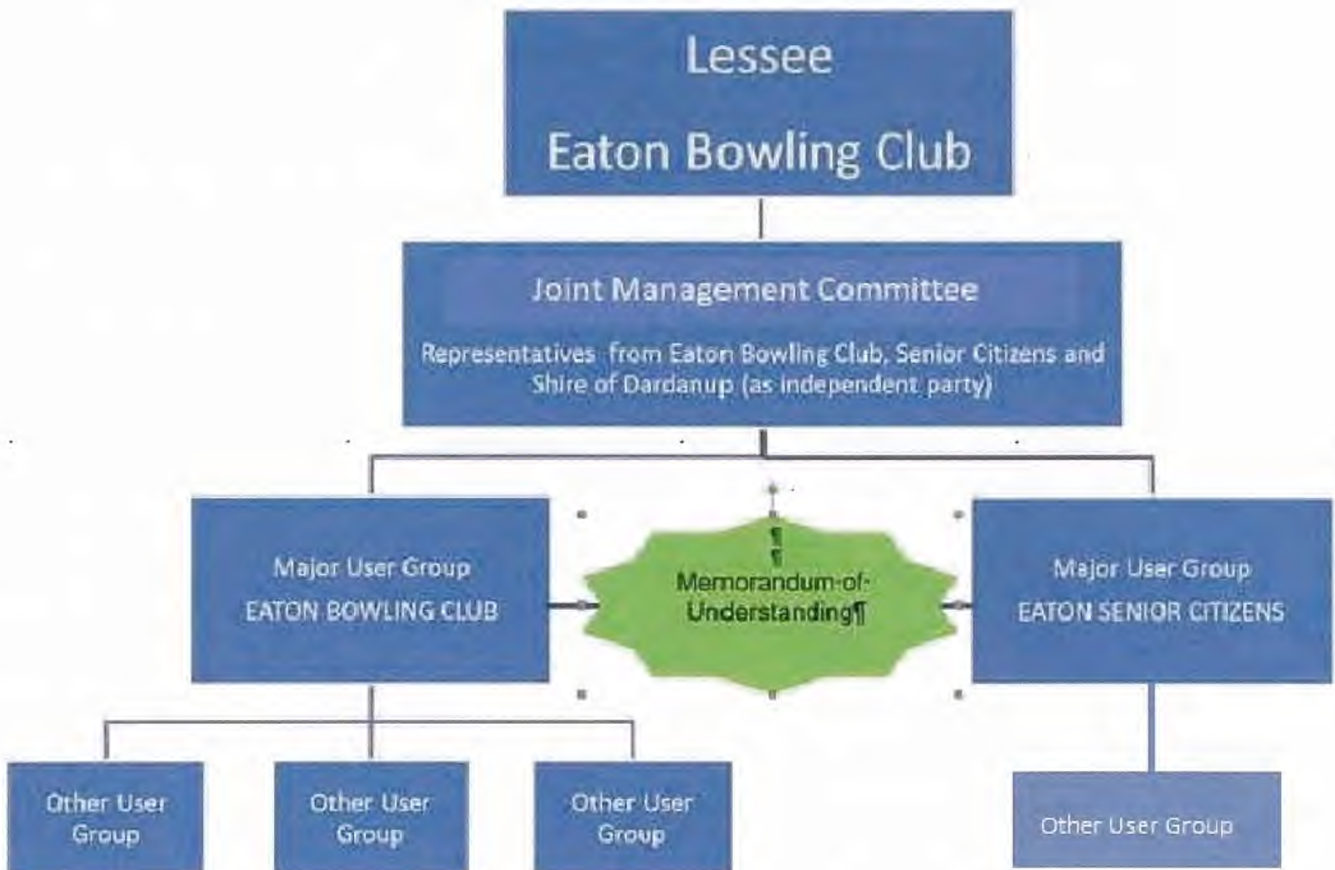 Lessee
Eaton Bowling Club
Joint Management Committee
Representatives from Eaton Bowling Club, Senior Citizens and
Shire of Dardanup (as independent party)
Major User Group
EATON BOWLING CLUB
¶
¶
Memorandum·of·
Understanding¶
Major User Group
EATON SENIOR CITIZENS
Other User
Group
Other User
Group
Other User
Group
Other User Group